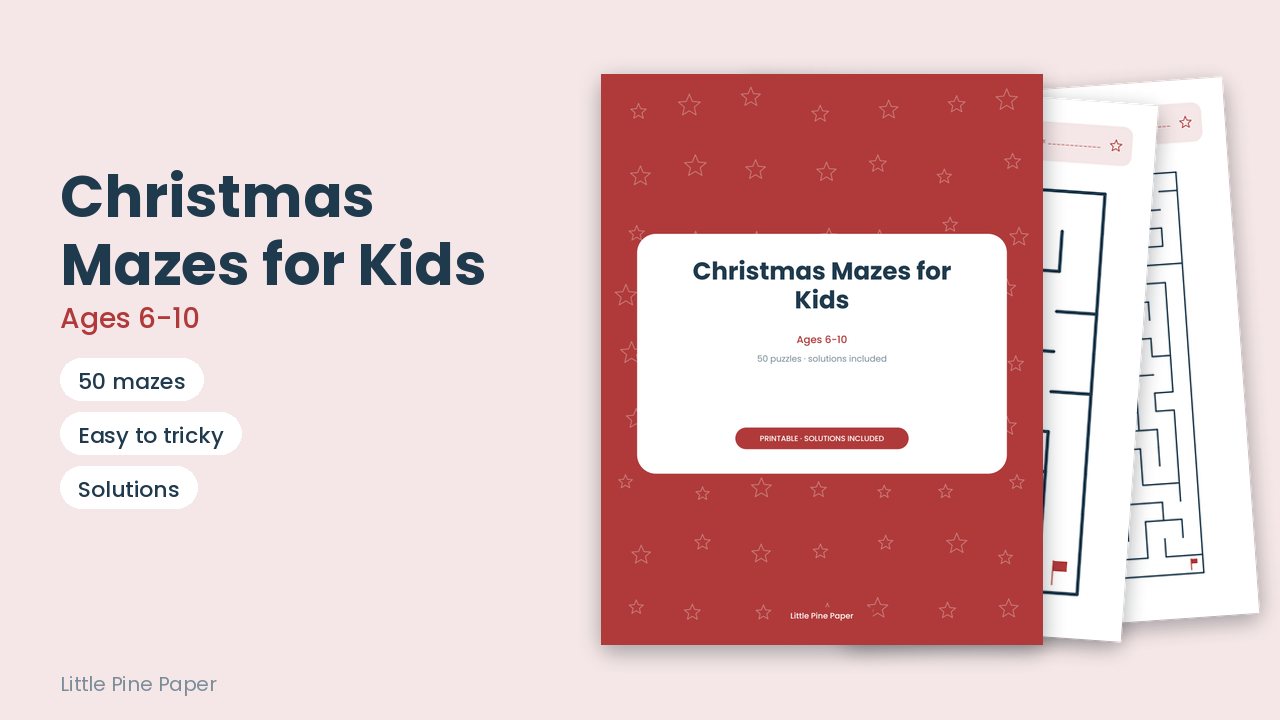 Christmas
Mazes for Kids
Ages 6-10
50 mazes
Easy to tricky
Solutions
Little Pine Paper
Christmas Mazes for
Kids
Ages 6-10
50 puzzles · solutions included
PRINTABLE · SOLUTIONS INCLUDED
Little Pine Paper